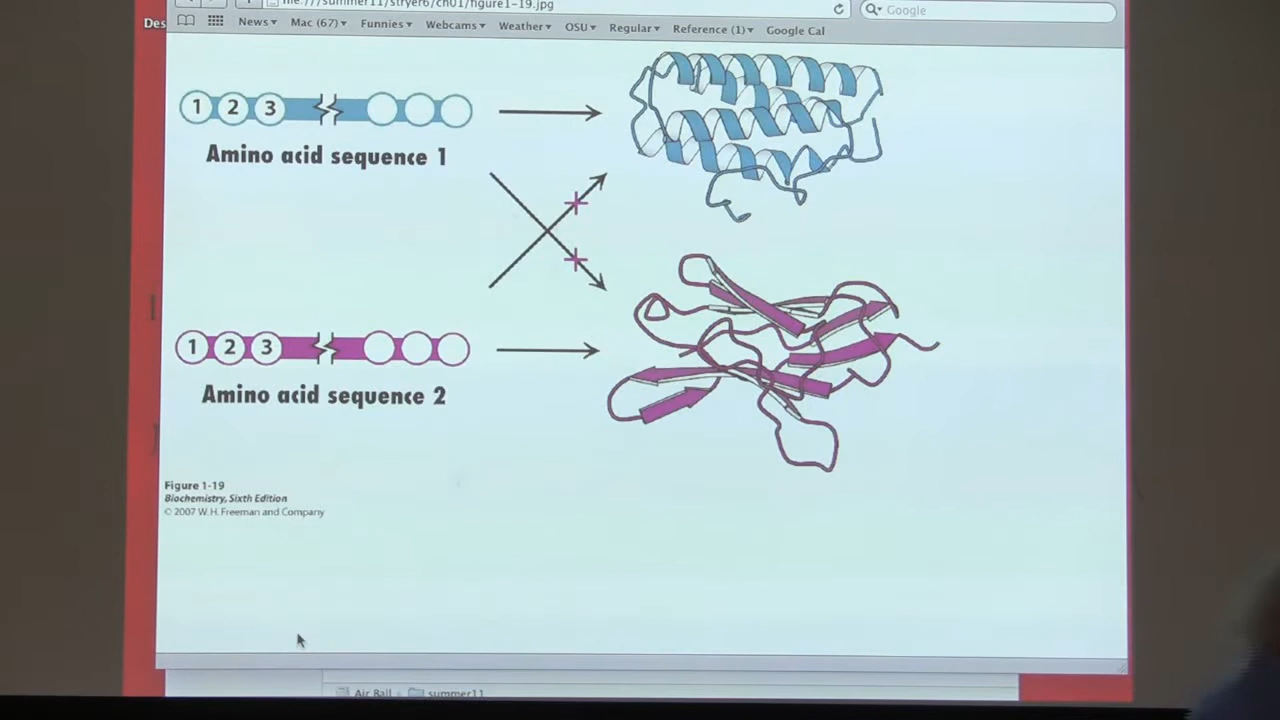 me:///summer11/stryer6/ch01/figure1-19.jpg
Google
Des
News Mac (67) Funnies Webcams Weather OSU Regular Reference (1) Google Cal
1 2 3
Amino acid sequence 1
1 2 3
Amino acid sequence 2
Figure 1-19
Biochemistry, Sixth Edition
© 2007 W. H. Freeman and Company
Air Ball summer11